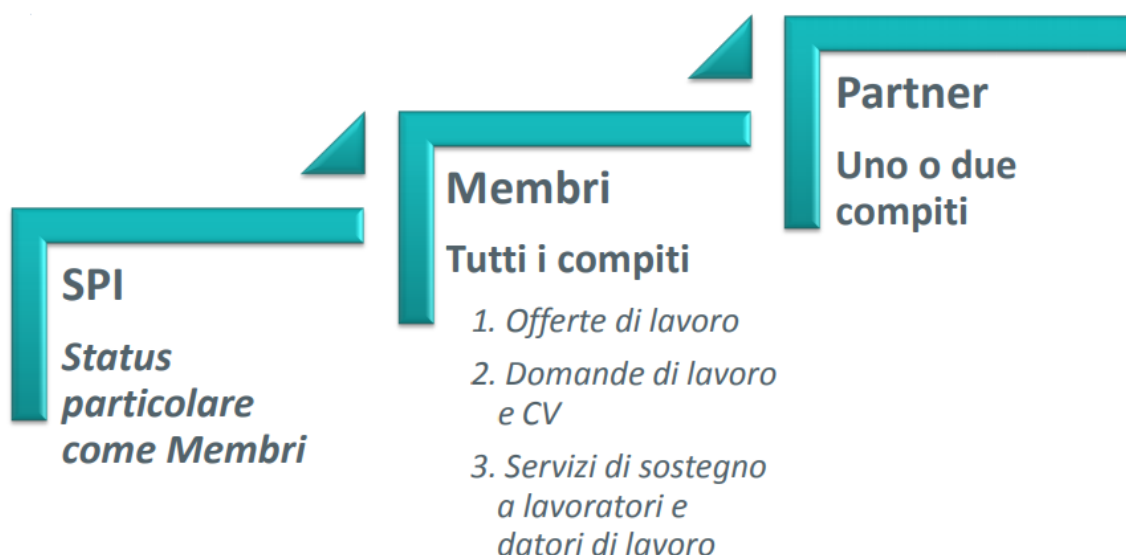 SPI
Status
particolare
come Membri
Membri
Tutti i compiti
1. Offerte di lavoro
2. Domande di lavoro
e CV
3. Servizi di sostegno
a lavoratori e
datori di lavoro
Partner
Uno o due
compiti